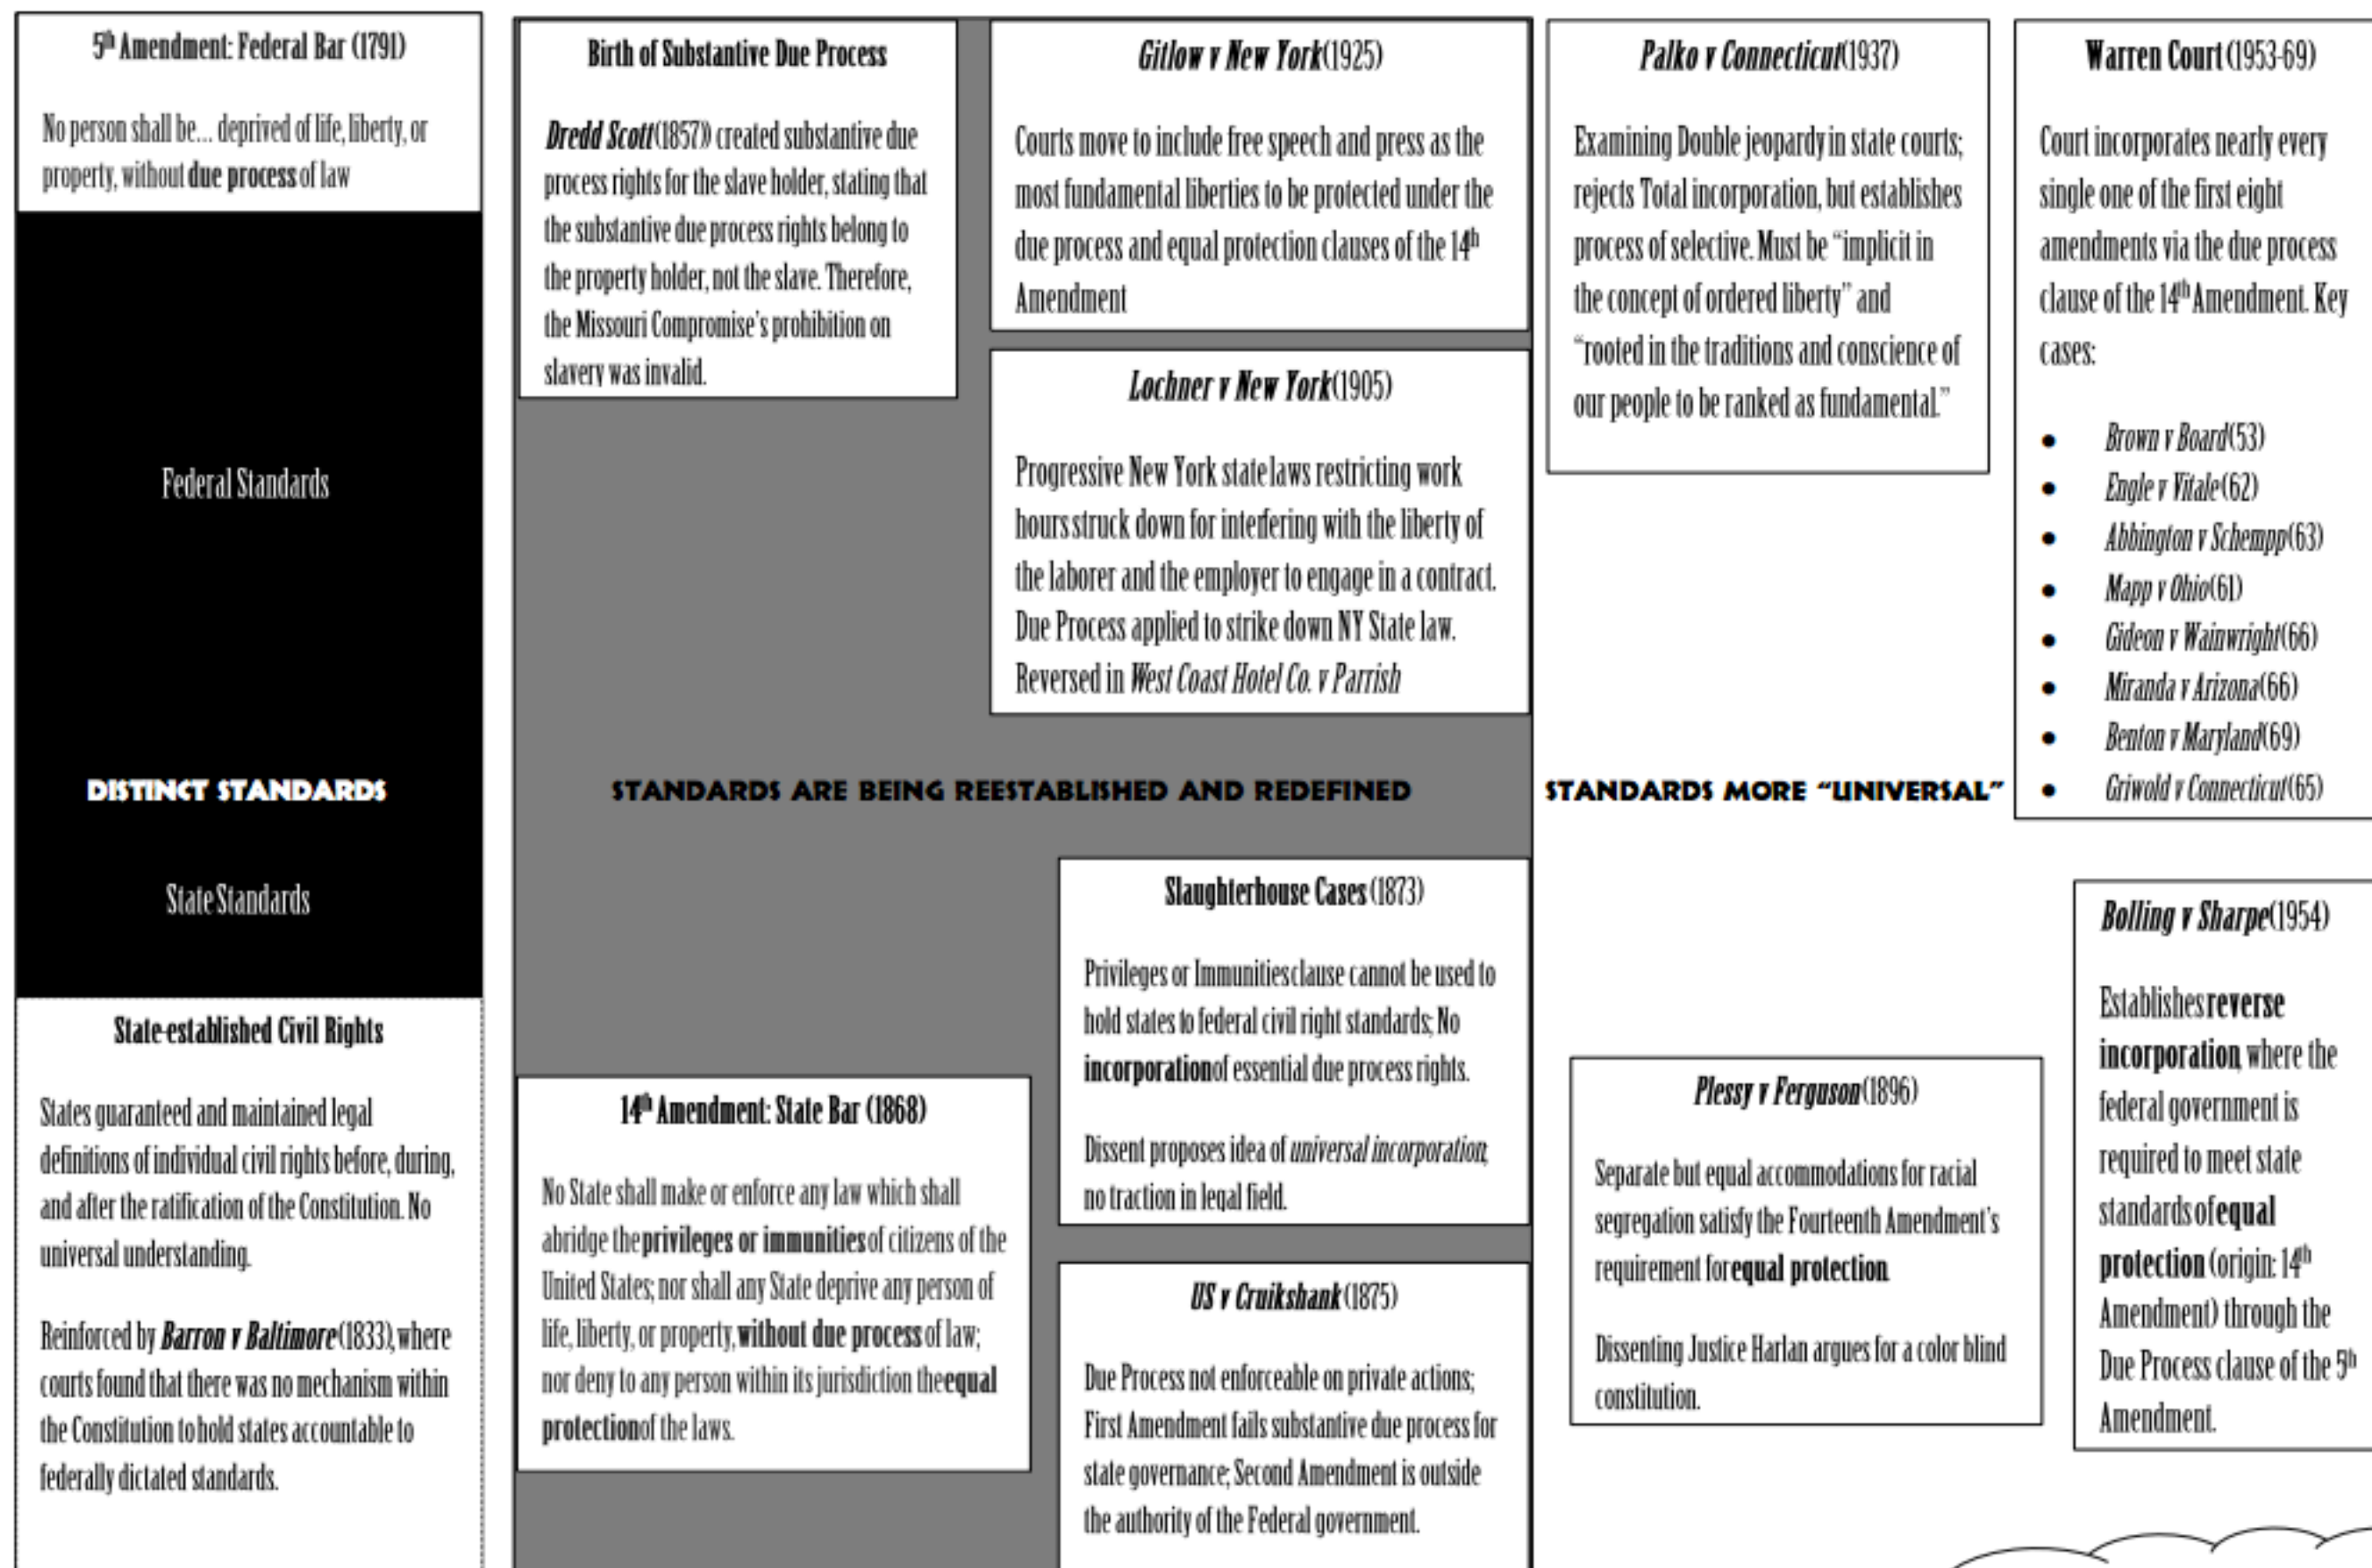 5th Amendment: Federal Bar (1791)
No person shall be... deprived of life, liberty, or
property, without due process of law
Federal Standards
DISTINCT STANDARDS
State Standards
State-established Civil Rights
States guaranteed and maintained legal
definitions of individual civil rights before, during,
and after the ratification of the Constitution. No
universal understanding.
Reinforced by Barron v Baltimore (1833), where
courts found that there was no mechanism within
the Constitution to hold states accountable to
federally dictated standards.
Birth of Substantive Due Process
Dredd Scott (1857)) created substantive due
process rights for the slave holder, stating that
the substantive due process rights belong to
the property holder, not the slave. Therefore,
the Missouri Compromise's prohibition on
slavery was invalid.
Gitlow v New York (1925)
Courts move to include free speech and press as the
most fundamental liberties to be protected under the
due process and equal protection clauses of the 14th
Amendment
Lochner v New York (1905)
Progressive New York state laws restricting work
hours struck down for interfering with the liberty of
the laborer and the employer to engage in a contract.
Due Process applied to strike down NY State law.
Reversed in West Coast Hotel Co. v Parrish
STANDARDS ARE BEING REESTABLISHED AND REDEFINED
14th Amendment: State Bar (1868)
No State shall make or enforce any law which shall
abridge the privileges or immunities of citizens of the
United States; nor shall any State deprive any person of
life, liberty, or property, without due process of law;
nor deny to any person within its jurisdiction the equal
protection of the laws.
Slaughterhouse Cases (1873)
Privileges or Immunities clause cannot be used to
hold states to federal civil right standards; No
incorporation of essential due process rights.
Dissent proposes idea of universal incorporation,
no traction in legal field.
US v Cruikshank (1875)
Due Process not enforceable on private actions;
First Amendment fails substantive due process for
state governance; Second Amendment is outside
the authority of the Federal government.
Palko v Connecticut (1937)
Examining Double jeopardy in state courts;
rejects Total incorporation, but establishes
process of selective. Must be “implicit in
the concept of ordered liberty” and
“rooted in the traditions and conscience of
our people to be ranked as fundamental.”
STANDARDS MORE “UNIVERSAL”
Plessy v Ferguson (1896)
Separate but equal accommodations for racial
segregation satisfy the Fourteenth Amendment's
requirement for equal protection.
Dissenting Justice Harlan argues for a color blind
constitution.
Warren Court (1953-69)
Court incorporates nearly every
single one of the first eight
amendments via the due process
clause of the 14th Amendment. Key
cases:
• Brown v Board (53)
• Engle v Vitale (62)
• Abbington v Schempp (63)
• Mapp v Ohio (61)
• Gideon v Wainwright (66)
• Miranda v Arizona (66)
• Benton v Maryland (69)
• Griwold v Connecticut (65)
Bolling v Sharpe (1954)
Establishes reverse
incorporation, where the
federal government is
required to meet state
standards of equal
protection (origin: 14th
Amendment) through the
Due Process clause of the 5th
Amendment.